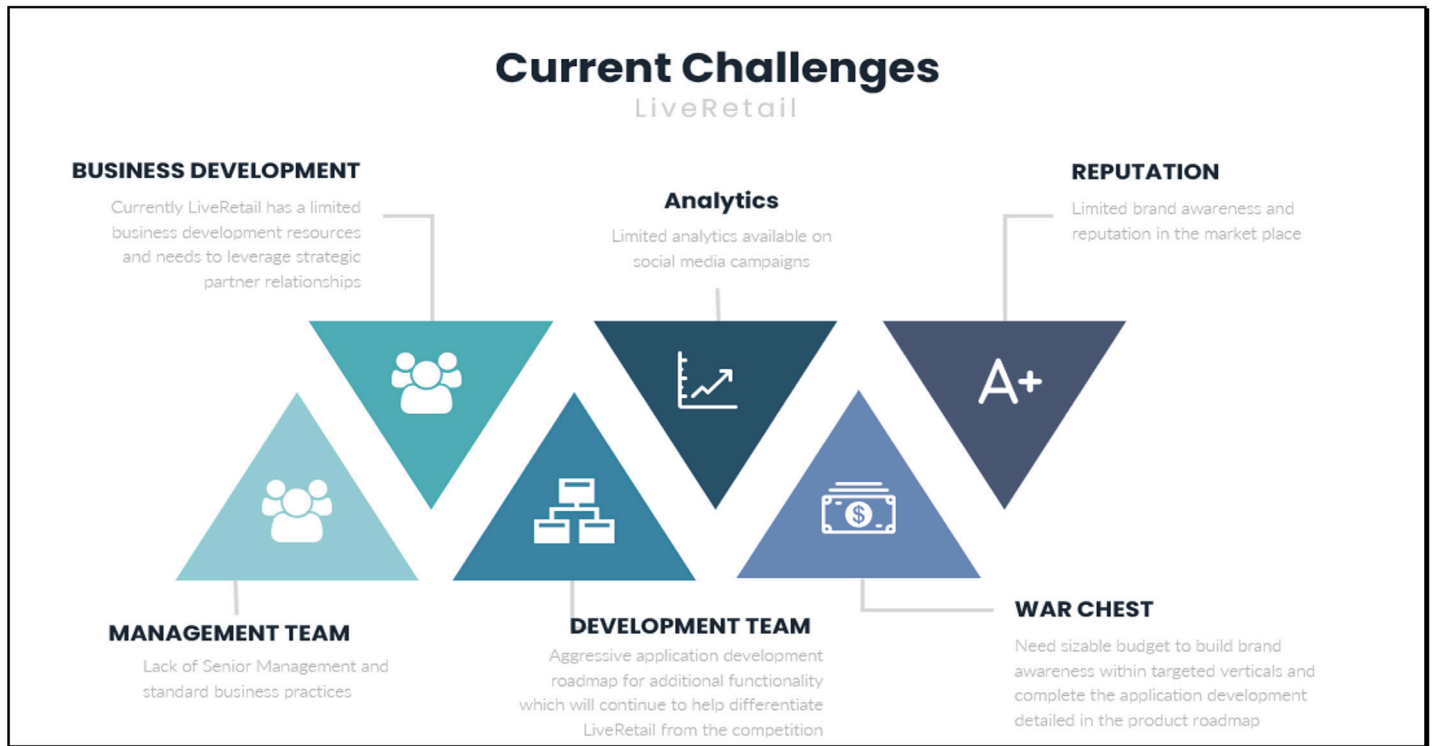 Current Challenges
LiveRetail
BUSINESS DEVELOPMENT
Currently LiveRetail has a limited
business development resources
and needs to leverage strategic
partner relationships
Analytics
Limited analytics available on
social media campaigns
REPUTATION
Limited brand awareness and
reputation in the market place
A+
$
MANAGEMENT TEAM
Lack of Senior Management and
standard business practices
DEVELOPMENT TEAM
Aggressive application development
roadmap for additional functionality
which will continue to help differentiate
LiveRetail from the competition
WAR CHEST
Need sizable budget to build brand
awareness within targeted verticals and
complete the application development
detailed in the product roadmap